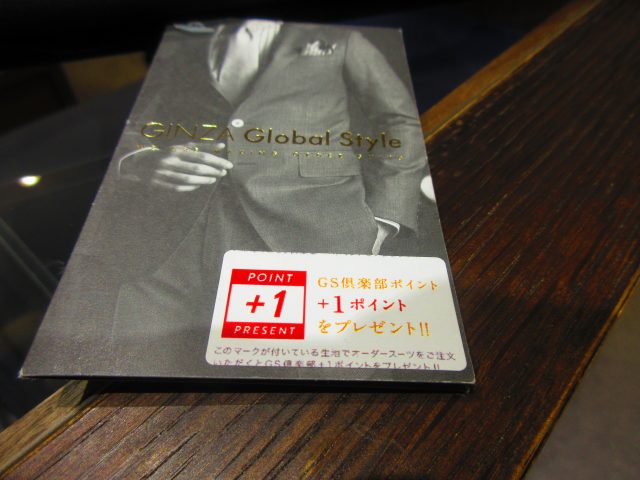 GINZA Global Style
POINT
+1
PRESENT
GS倶楽部ポイント
+1ポイント
をプレゼント!!
このマークが付いている生地でオーダースーツをご注文
いただくとGS倶楽部+1ポイントをプレゼント!!